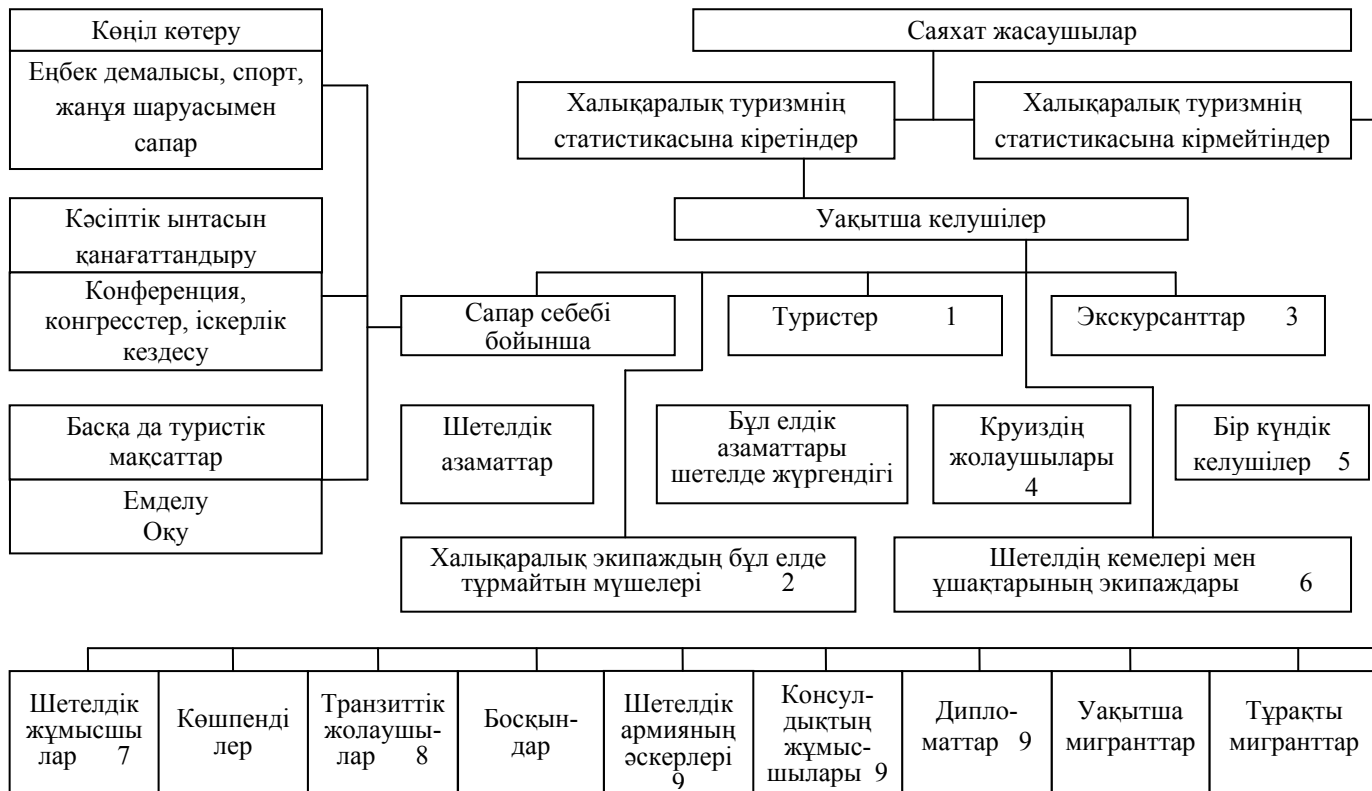 Көңіл көтеру
Еңбек демалысы, спорт,
жанұя шаруасымен
сапар
Саяхат жасаушылар
Халықаралық туризмнің
статистикасына кіретіндер
Халықаралық туризмнің
статистикасына кірмейтіндер
Уақытша келушілер
Кәсіптік ынтасын
қанағаттандыру
Конференция,
конгресстер, іскерлік
кездесу
Сапар себебі
бойынша
Туристер 1
Экскурсанттар 3
Басқа да туристік
мақсаттар
Емделу
Оқу
Шетелдік
азаматтар
Бұл елдік
азаматтары
шетелде жүргендігі
Круиздің
жолаушылары
4
Бір күндік
келушілер 5
Халықаралық экипаждың бұл елде
тұрмайтын мүшелері 2
Шетелдің кемелері мен
ұшақтарының экипаждары 6
Шетелдік
жұмысшы
лар 7
Көшпенді
лер
Транзиттік
жолаушы-
лар 8
Босқын-
дар
Шетелдік
армияның
әскерлері
9
Консул-
дықтың
жұмыс-
шылары 9
Дипло-
маттар 9
Уақытша
мигранттар
Тұрақты
мигранттар